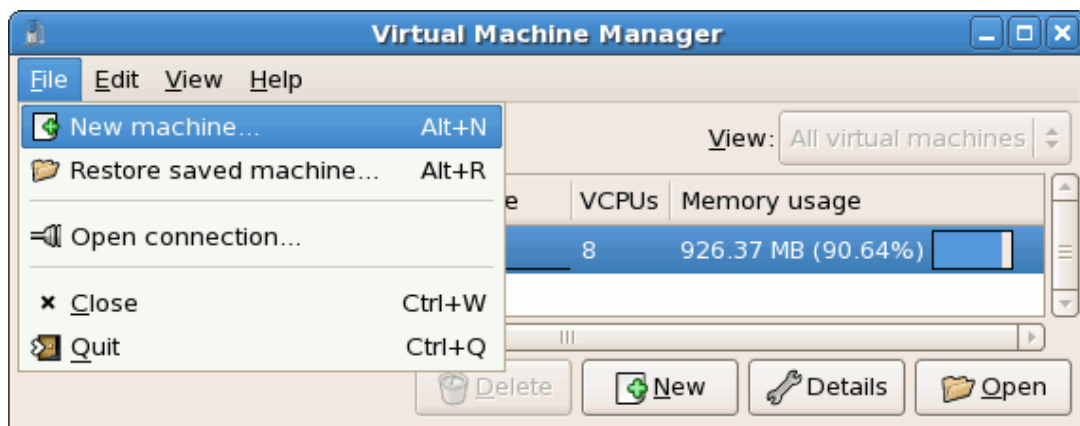 Virtual Machine Manager
File Edit View Help
New machine... Alt+N
Restore saved machine... Alt+R
Open connection...
Close Ctrl+W
Quit Ctrl+Q
View: All virtual machines
e VCPUs Memory usage
8 926.37 MB (90.64%)
Delete New Details Open